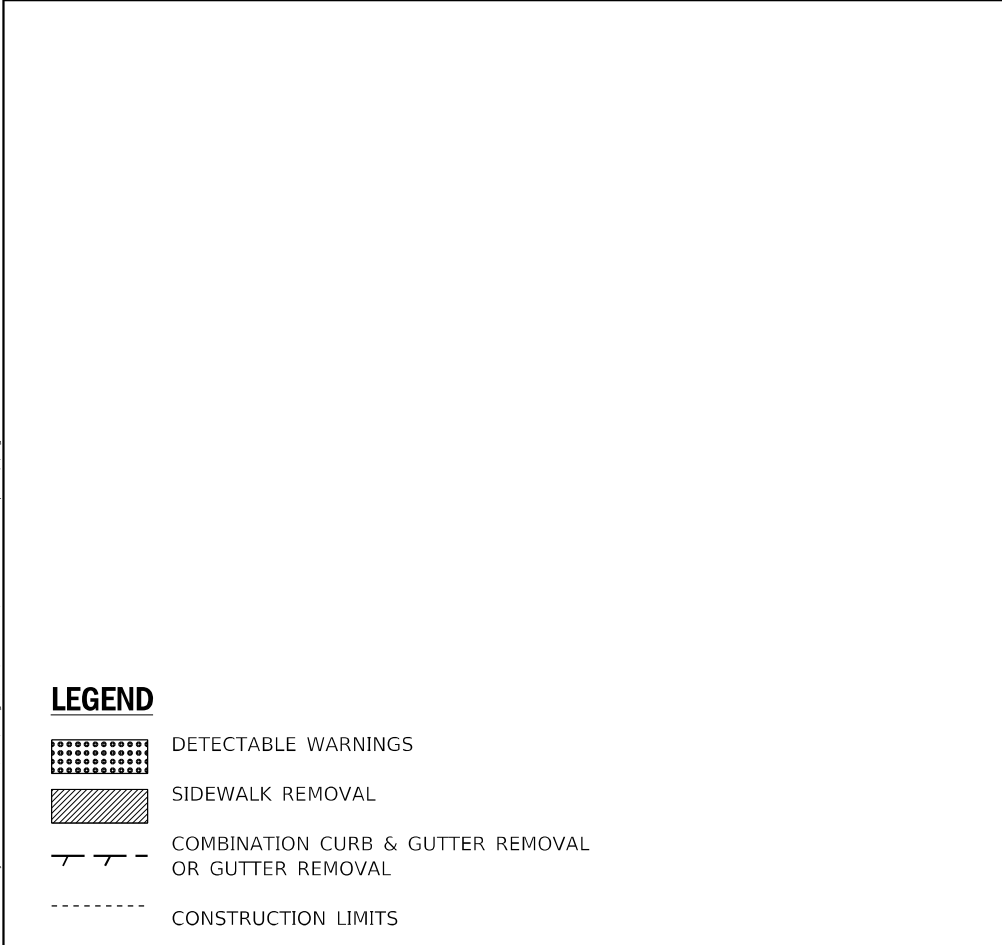 LEGEND
DETECTABLE WARNINGS
SIDEWALK REMOVAL
COMBINATION CURB & GUTTER REMOVAL
OR GUTTER REMOVAL
CONSTRUCTION LIMITS